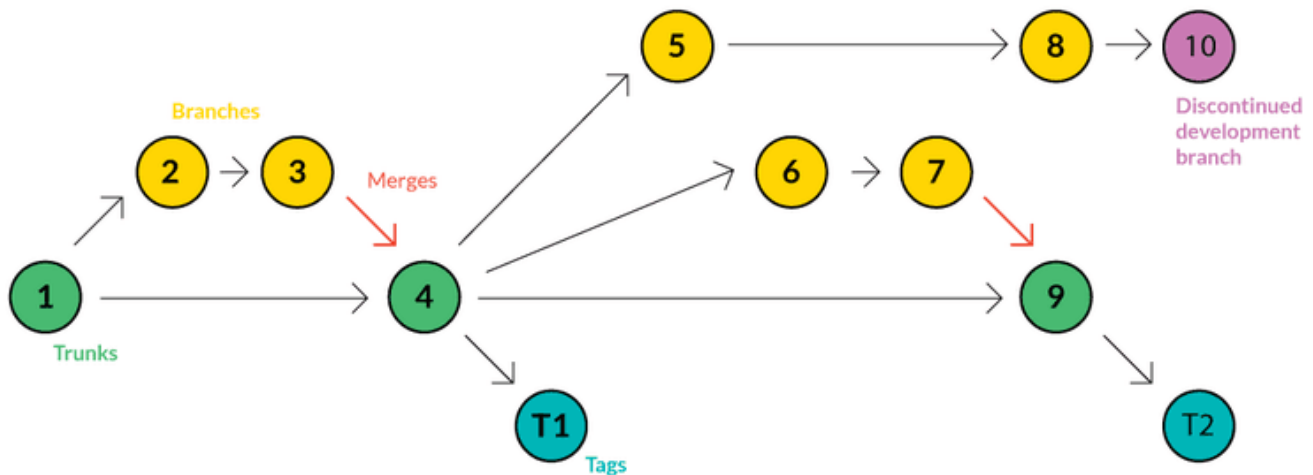 5
8
10
Branches
Discontinued
development
branch
2
3
Merges
6
7
1
4
9
Trunks
T1
T2
Tags